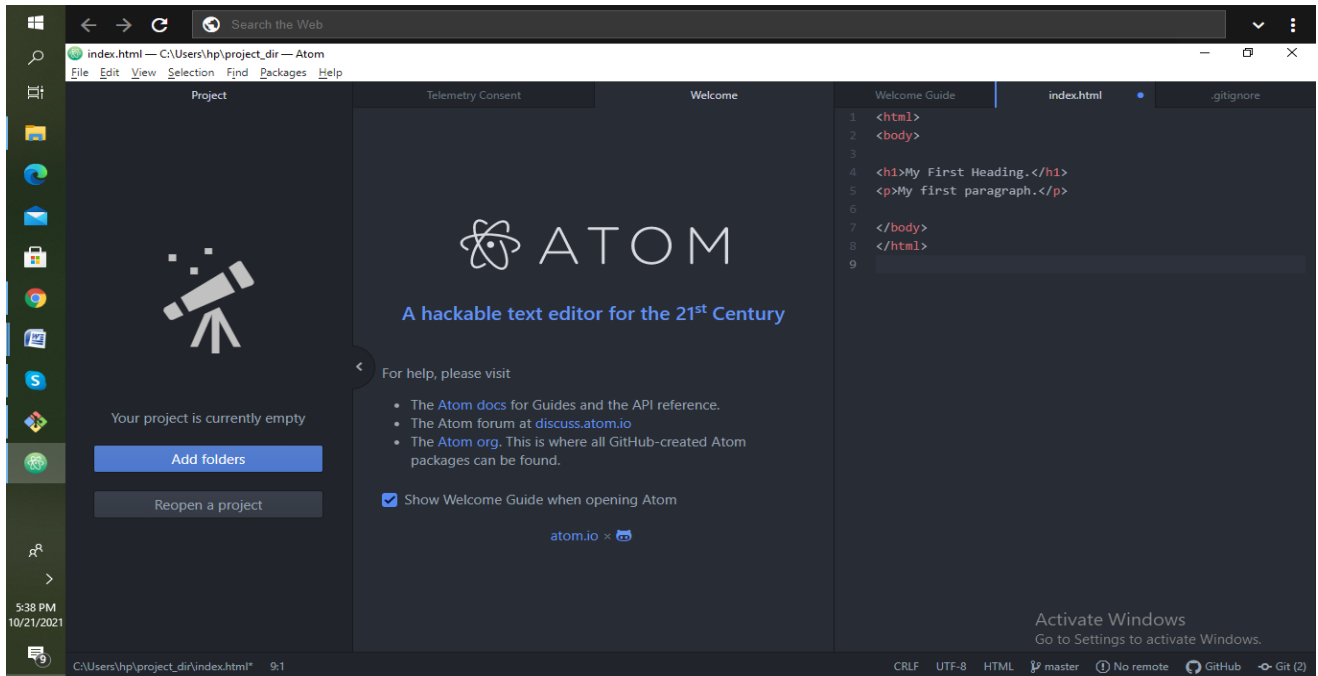 Search the Web
index.html — C:\Users\hp\project_dir — Atom
File Edit View Selection Find Packages Help
Project
Telemetry Consent
Welcome
Welcome Guide
index.html
.gitignore
1 <html>
2 <body>
3
4 <h1>My First Heading.</h1>
5 <p>My first paragraph.</p>
6
7 </body>
8 </html>
9
ATOM
A hackable text editor for the 21st Century
For help, please visit
• The Atom docs for Guides and the API reference.
• The Atom forum at discuss.atom.io
• The Atom org. This is where all GitHub-created Atom
packages can be found.
Show Welcome Guide when opening Atom
atom.io ×
Your project is currently empty
Add folders
Reopen a project
5:38 PM
10/21/2021
9
Activate Windows
Go to Settings to activate Windows.
C:\Users\hp\project_dir\index.html* 9:1
CRLF UTF-8 HTML master No remote GitHub Git (2)